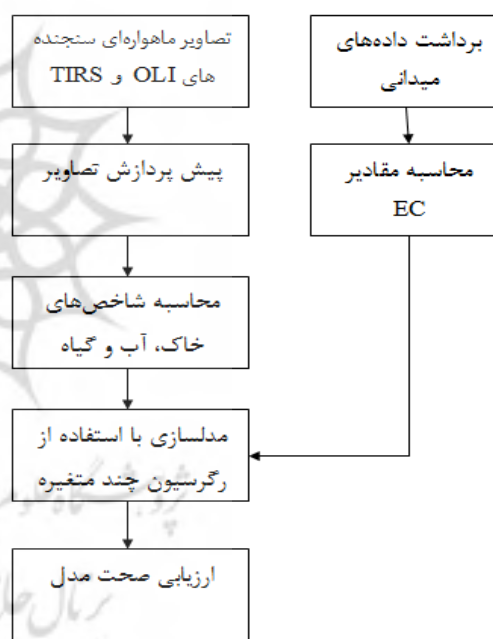 برداشت داده‌های
میدانی
محاسبه مقادیر
EC
تصاویر ماهواره‌ای سنجنده
های OLI و TIRS
پیش پردازش تصاویر
محاسبه شاخص‌های
خاک، آب و گیاه
مدلسازی با استفاده از
رگرسیون چند متغیره
ارزیابی صحت مدل